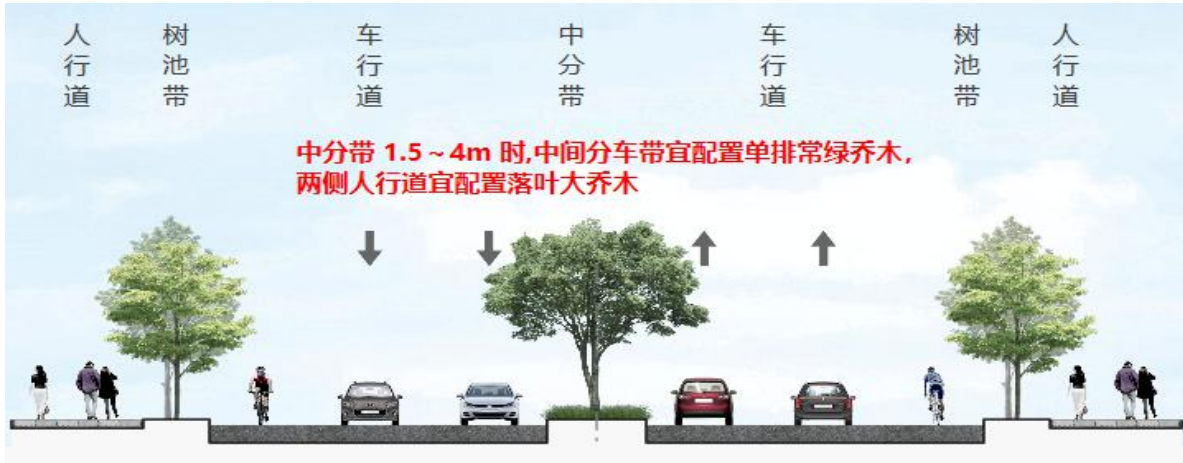 人行道
树池带
车行道
中分带
车行道
树池带
人行道
中分带 1.5~4m 时,中间分车带宜配置单排常绿乔木,
两侧人行道宜配置落叶大乔木